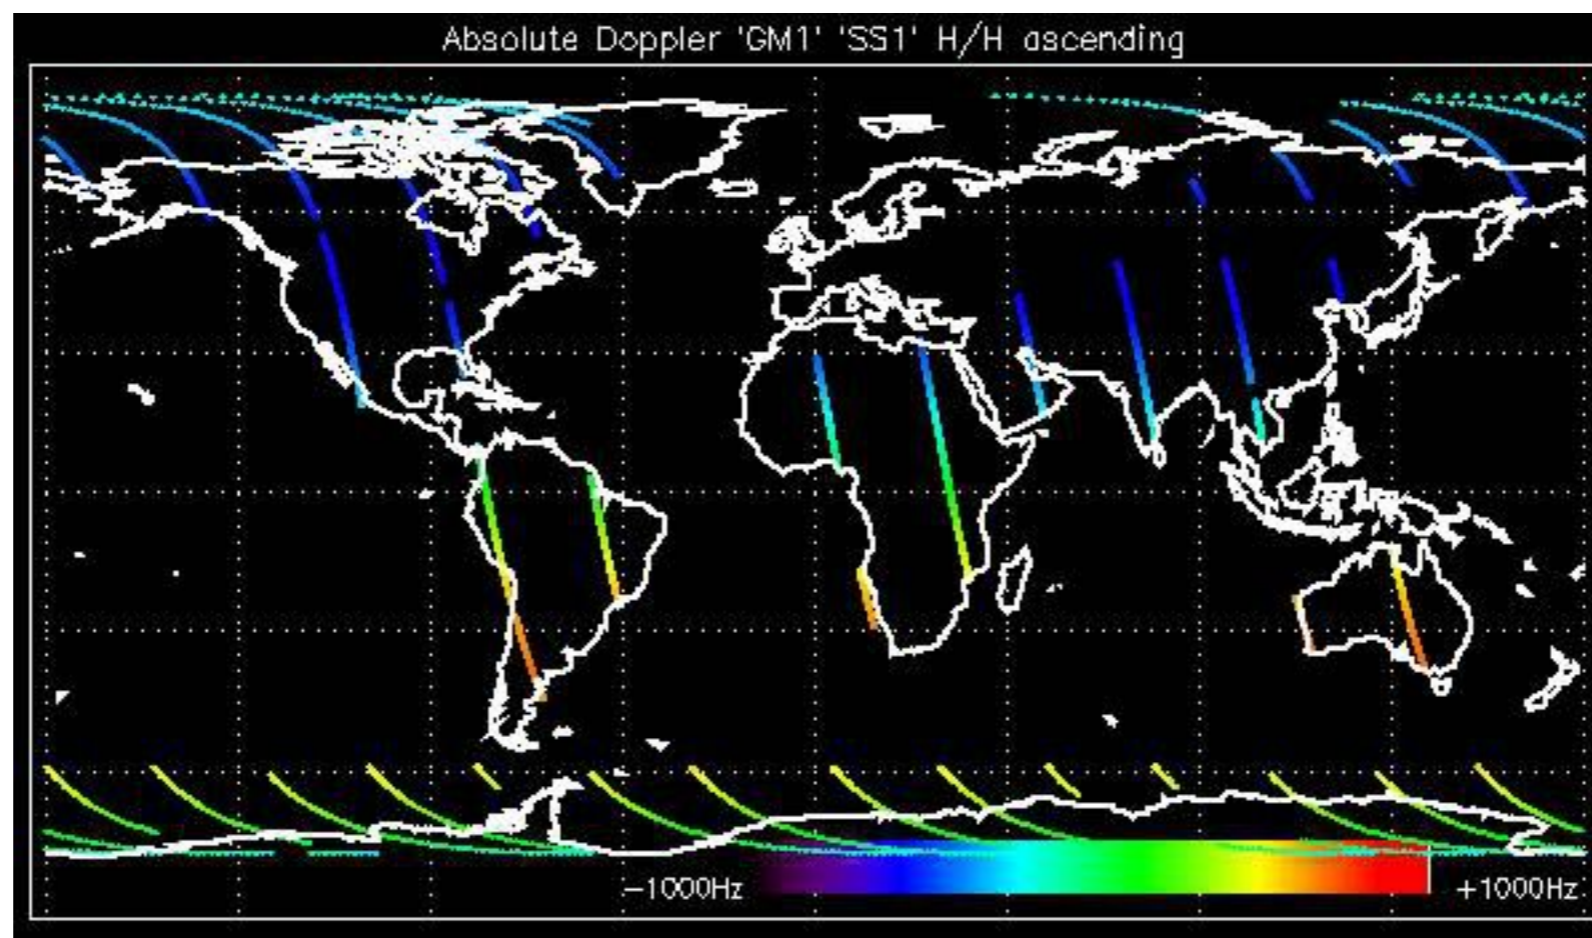 Absolute Doppler 'GM1' 'SS1' H/H ascending
-1000Hz
+1000Hz